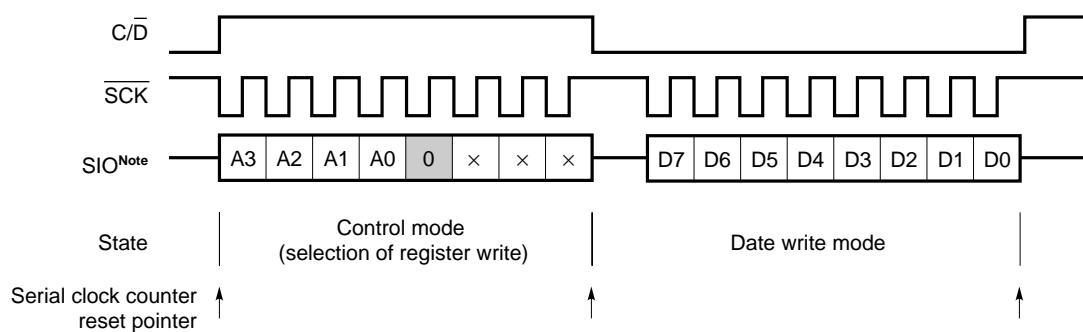 C/D̅
S̅C̅K̅
SIONote
A3 A2 A1 A0 0 × × × D7 D6 D5 D4 D3 D2 D1 D0
State
Control mode
(selection of register write)
Date write mode
Serial clock counter
reset pointer